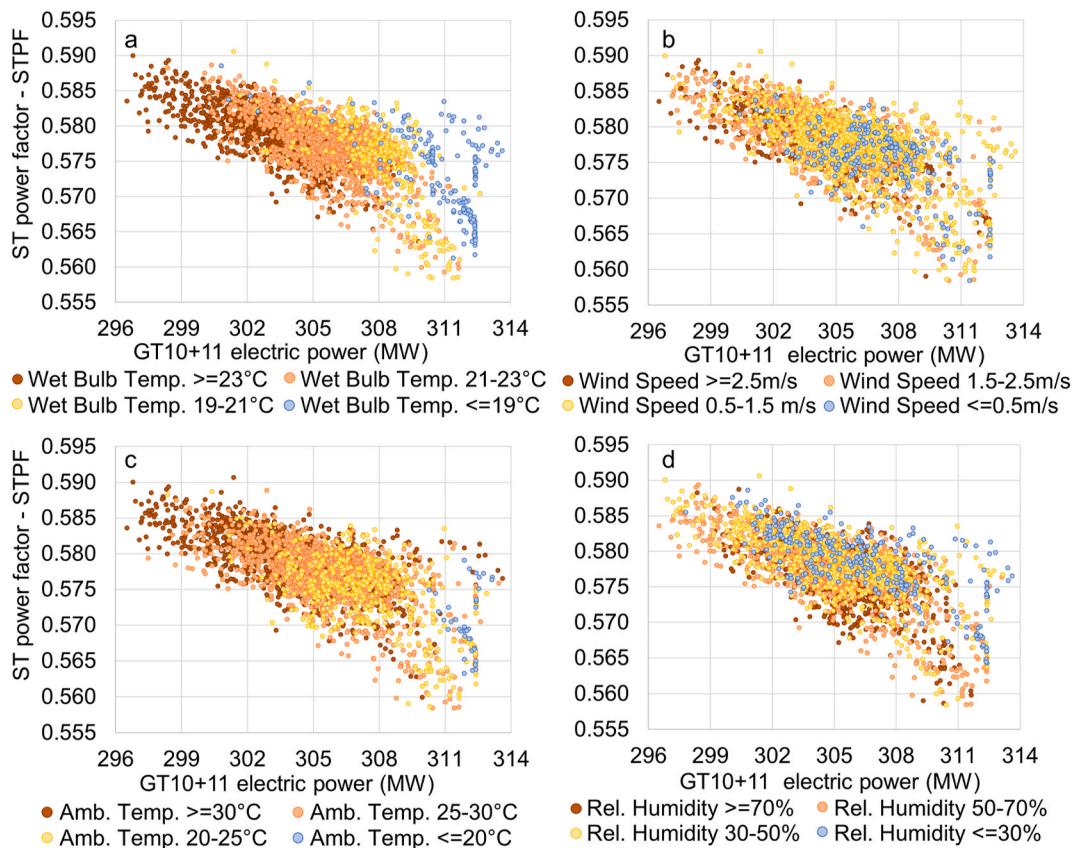 0.595
0.590
0.585
0.580
0.575
0.570
0.565
0.560
0.555
ST power factor - STPF
a
296 299 302 305 308 311 314
GT10+11 electric power (MW)
Wet Bulb Temp. >=23°C Wet Bulb Temp. 21-23°C
Wet Bulb Temp. 19-21°C Wet Bulb Temp. <=19°C
0.595
0.590
0.585
0.580
0.575
0.570
0.565
0.560
0.555
b
296 299 302 305 308 311 314
GT10+11 electric power (MW)
Wind Speed >=2.5m/s Wind Speed 1.5-2.5m/s
Wind Speed 0.5-1.5 m/s Wind Speed <=0.5m/s
0.595
0.590
0.585
0.580
0.575
0.570
0.565
0.560
0.555
ST power factor - STPF
c
296 299 302 305 308 311 314
GT10+11 electric power (MW)
Amb. Temp. >=30°C Amb. Temp. 25-30°C
Amb. Temp. 20-25°C Amb. Temp. <=20°C
0.595
0.590
0.585
0.580
0.575
0.570
0.565
0.560
0.555
d
296 299 302 305 308 311 314
GT10+11 electric power (MW)
Rel. Humidity >=70% Rel. Humidity 50-70%
Rel. Humidity 30-50% Rel. Humidity <=30%